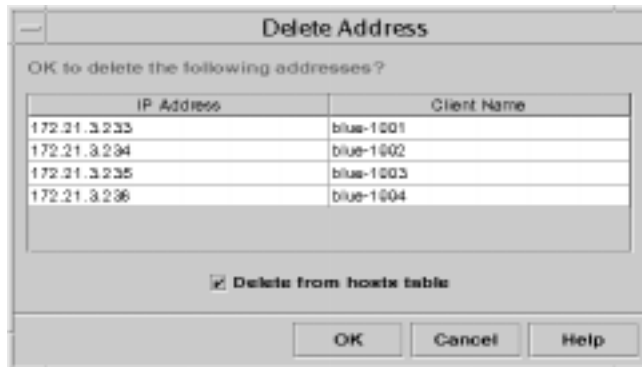 Delete Address
OK to delete the following addresses?
IP Address Client Name
172.21.3.233 blue-1001
172.21.3.234 blue-1002
172.21.3.235 blue-1003
172.21.3.236 blue-1004
Delete from hosts table
OK Cancel Help